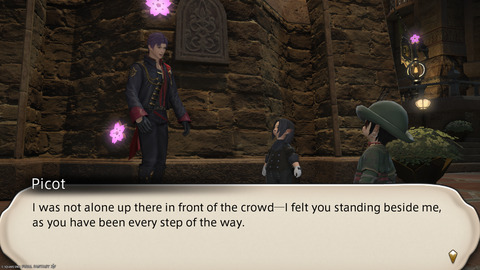 Picot
I was not alone up there in front of the crowd—I felt you standing beside me,
as you have been every step of the way.